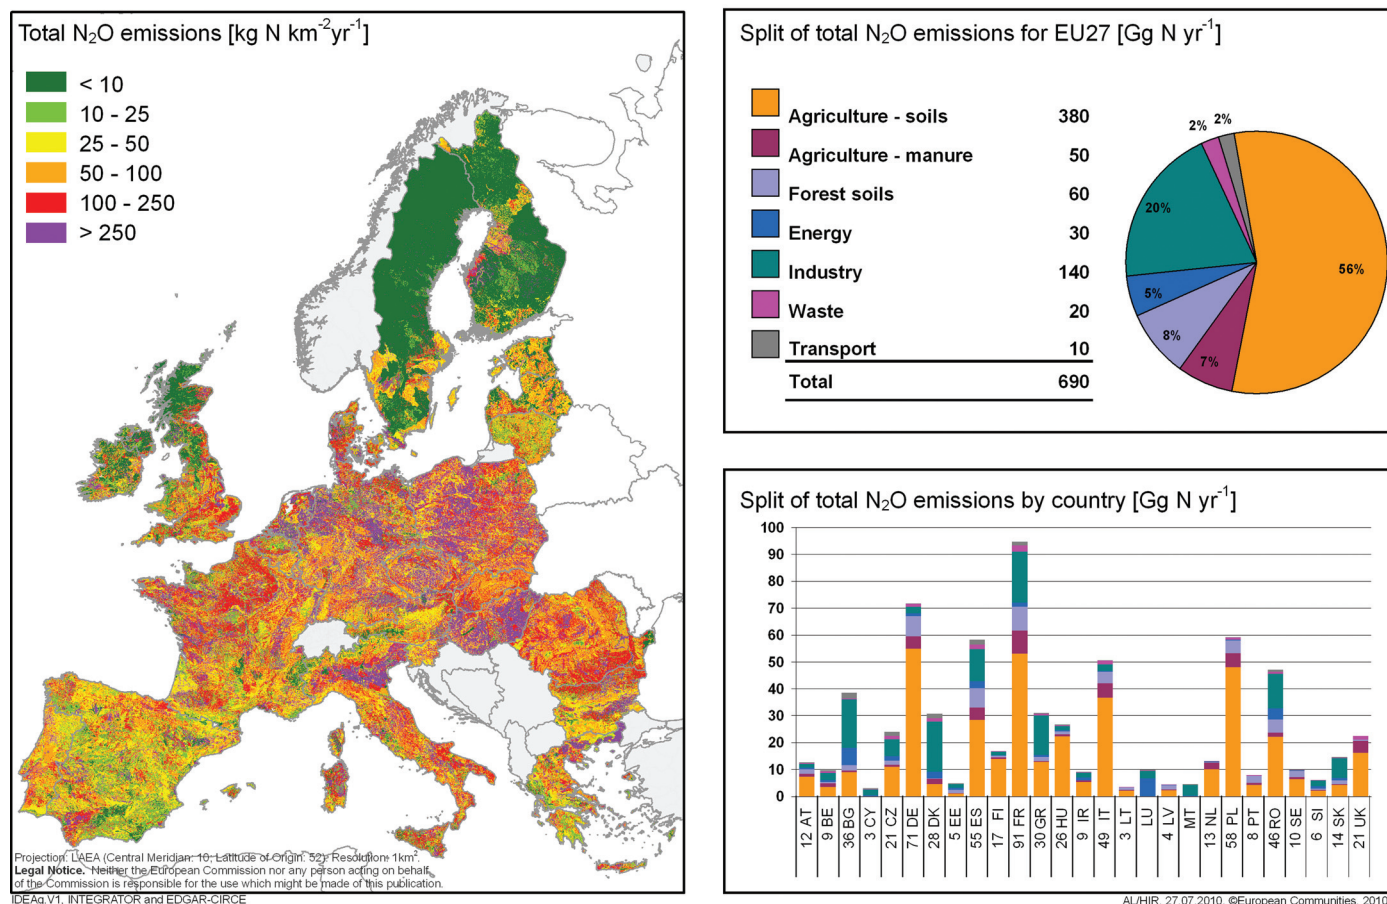 Total N₂O emissions [kg N km⁻²yr⁻¹]
< 10
10 - 25
25 - 50
50 - 100
100 - 250
> 250
Projection: LAEA (Central Meridian: 10; Latitude of Origin: 52) Resolution: 1km².
Legal Notice. Neither the European Commission nor any person acting on behalf
of the Commission is responsible for the use which might be made of this publication.
IDEAg.V1, INTEGRATOR and EDGAR-CIRCE
Split of total N₂O emissions for EU27 [Gg N yr⁻¹]
Agriculture - soils 380
Agriculture - manure 50
Forest soils 60
Energy 30
Industry 140
Waste 20
Transport 10
Total 690
2% 2%
20%
56%
5%
8%
7%
Split of total N₂O emissions by country [Gg N yr⁻¹]
100
90
80
70
60
50
40
30
20
10
0
12 AT
9 BE
36 BG
3 CY
21 CZ
71 DE
28 DK
5 EE
55 ES
17 FI
91 FR
30 GR
26 HU
9 IR
49 IT
3 LT
LU
4 LV
MT
13 NL
58 PL
8 PT
46 RO
10 SE
6 SI
14 SK
21 UK
AL/HIR, 27.07.2010, ©European Communities, 2010